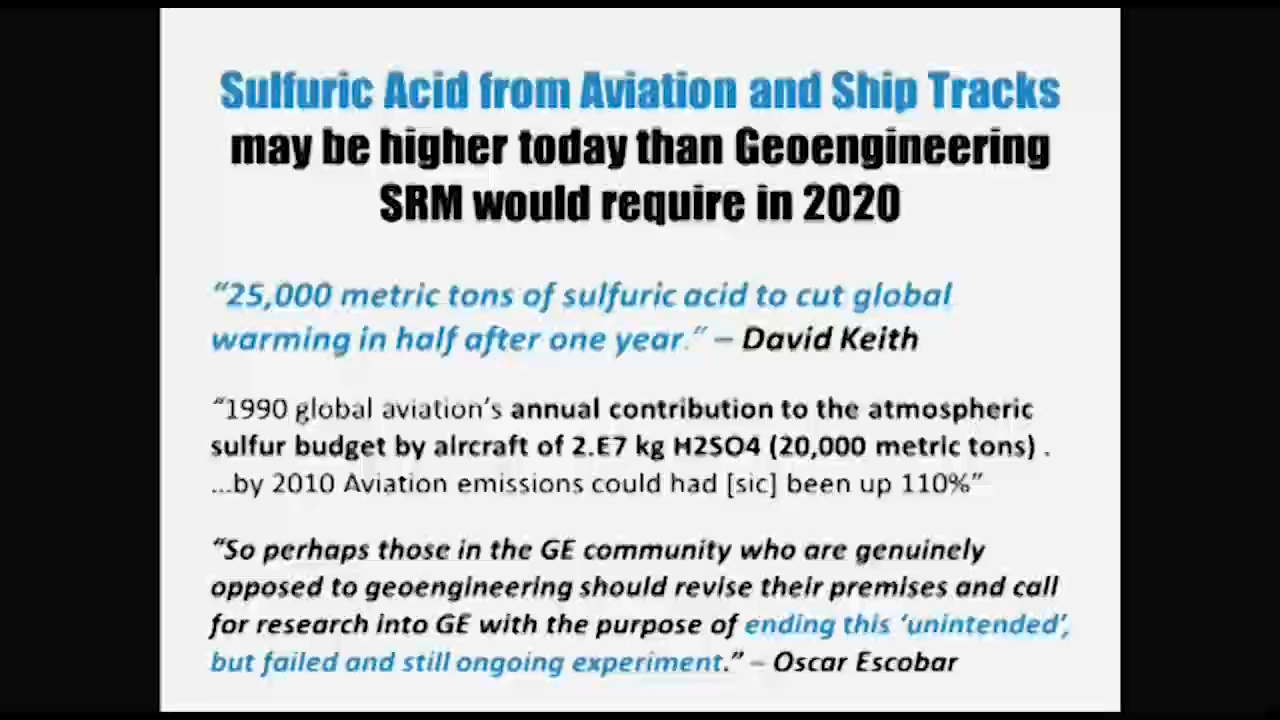 Sulfuric Acid from Aviation and Ship Tracks
may be higher today than Geoengineering
SRM would require in 2020
“25,000 metric tons of sulfuric acid to cut global
warming in half after one year.” – David Keith
“1990 global aviation’s annual contribution to the atmospheric
sulfur budget by aircraft of 2.E7 kg H2SO4 (20,000 metric tons) .
...by 2010 Aviation emissions could had [sic] been up 110%”
“So perhaps those in the GE community who are genuinely
opposed to geoengineering should revise their premises and call
for research into GE with the purpose of ending this ‘unintended’,
but failed and still ongoing experiment.” – Oscar Escobar